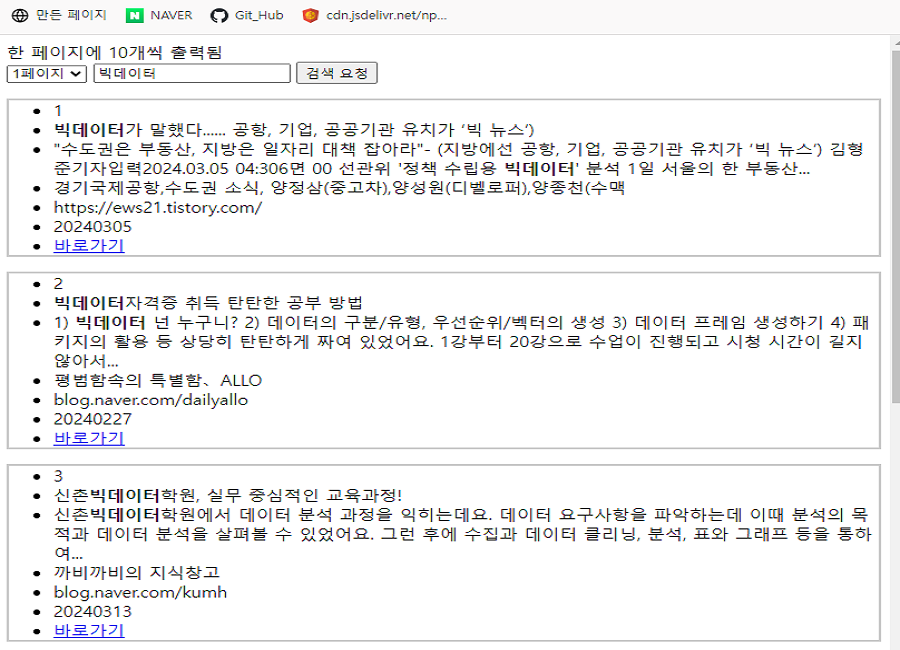 만든 페이지 NAVER Git_Hub cdn.jsdelivr.net/np...
한 페이지에 10개씩 출력됨
1페이지 빅데이터 검색 요청
1
빅데이터가 말했다...... 공항, 기업, 공공기관 유치가 ‘빅 뉴스’)
"수도권은 부동산, 지방은 일자리 대책 잡아라"- (지방에선 공항, 기업, 공공기관 유치가 ‘빅 뉴스’) 김형
준기자입력2024.03.05 04:306면 00 선관위 '정책 수립용 빅데이터' 분석 1일 서울의 한 부동산...
경기국제공항,수도권 소식, 양정삼(중고차),양성원(디벨로퍼),양종천(수맥
https://ews21.tistory.com/
20240305
바로가기
2
빅데이터자격증 취득 탄탄한 공부 방법
1) 빅데이터 넌 누구니? 2) 데이터의 구분/유형, 우선순위/벡터의 생성 3) 데이터 프레임 생성하기 4) 패
키지의 활용 등 상당히 탄탄하게 짜여 있었어요. 1강부터 20강으로 수업이 진행되고 시청 시간이 길지
않아서...
평범함속의 특별함、ALLO
blog.naver.com/dailyallo
20240227
바로가기
3
신촌빅데이터학원, 실무 중심적인 교육과정!
신촌빅데이터학원에서 데이터 분석 과정을 익히는데요. 데이터 요구사항을 파악하는데 이때 분석의 목
적과 데이터 분석을 살펴볼 수 있었어요. 그런 후에 수집과 데이터 클리닝, 분석, 표와 그래프 등을 통하
여...
까비까비의 지식창고
blog.naver.com/kumh
20240313
바로가기